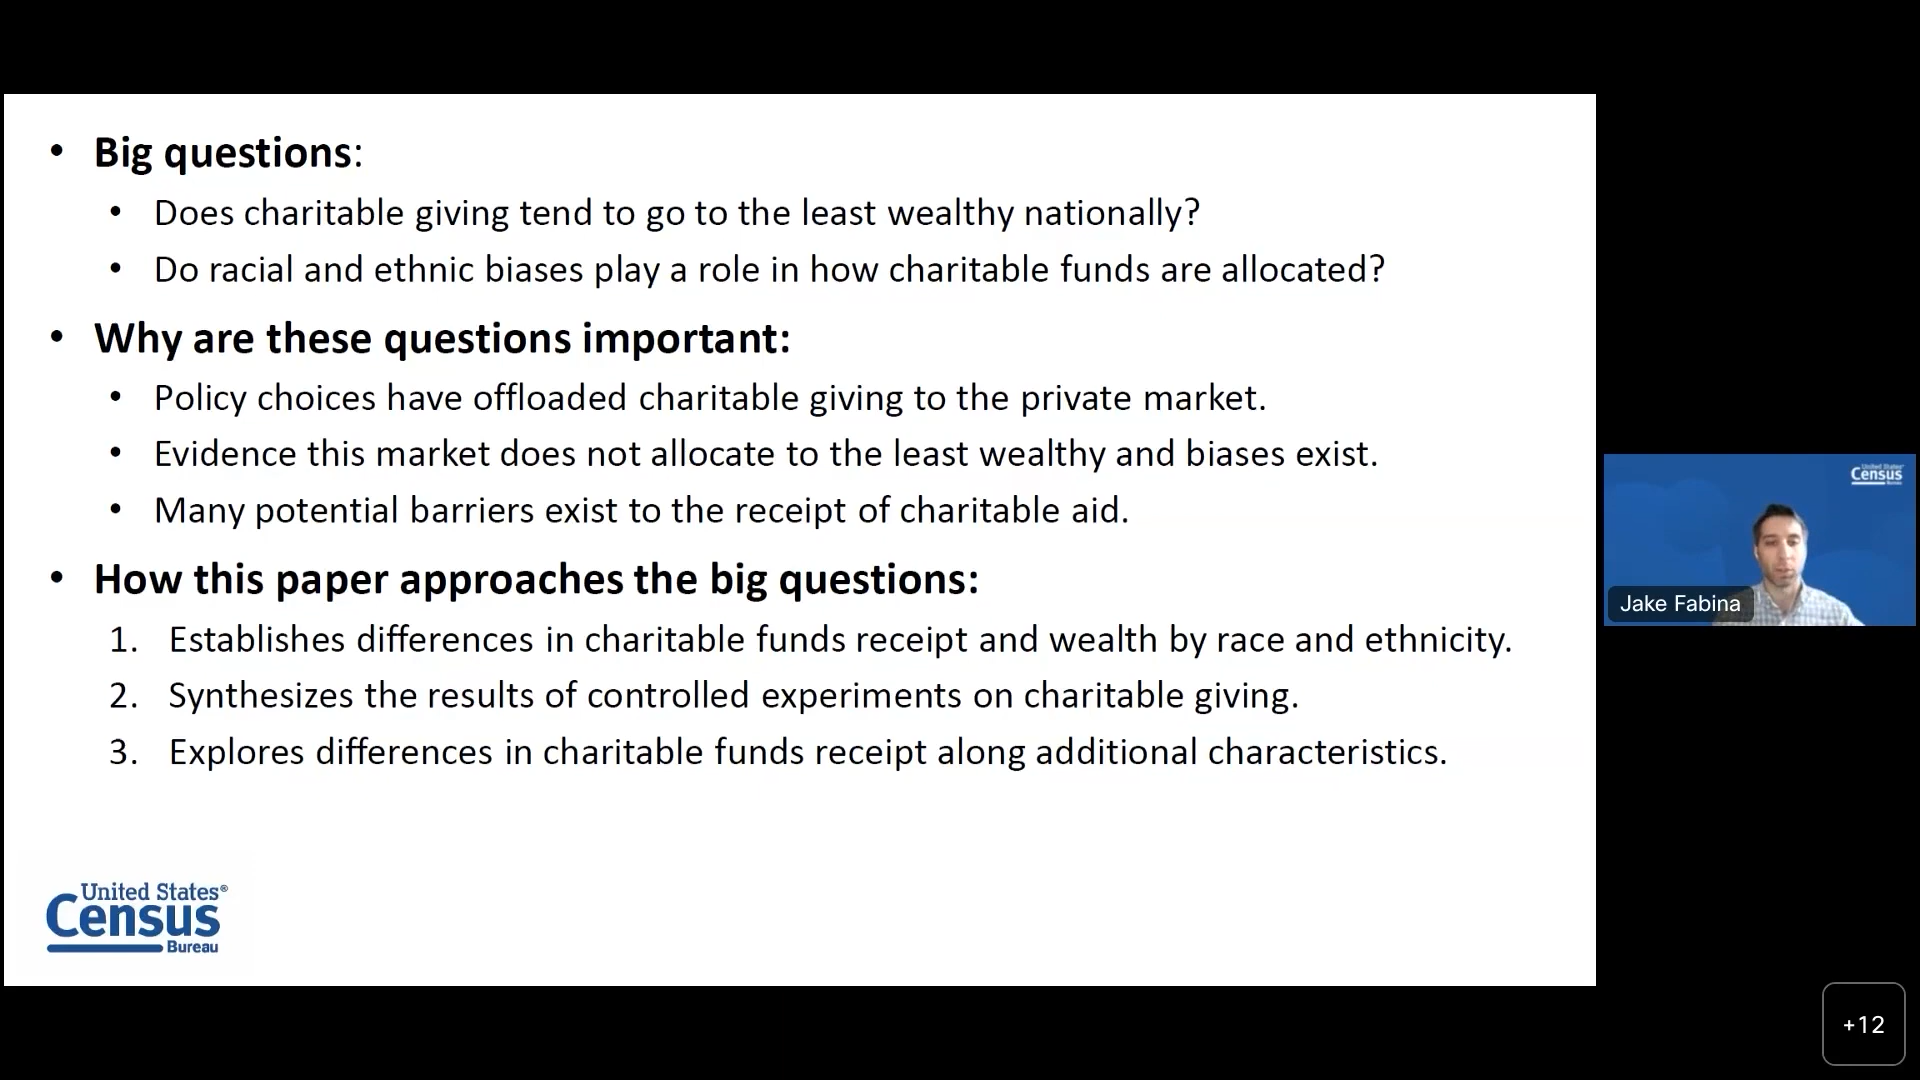 • Big questions:
• Does charitable giving tend to go to the least wealthy nationally?
• Do racial and ethnic biases play a role in how charitable funds are allocated?
• Why are these questions important:
• Policy choices have offloaded charitable giving to the private market.
• Evidence this market does not allocate to the least wealthy and biases exist.
• Many potential barriers exist to the receipt of charitable aid.
• How this paper approaches the big questions:
1. Establishes differences in charitable funds receipt and wealth by race and ethnicity.
2. Synthesizes the results of controlled experiments on charitable giving.
3. Explores differences in charitable funds receipt along additional characteristics.
United States®
Census
Bureau
United States®
Census
Bureau
Jake Fabina
+12